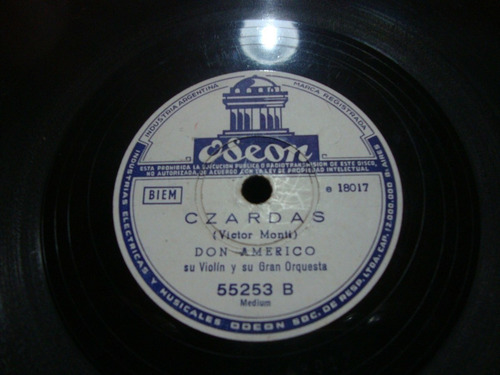 INDUSTRIA ARGENTINA
MARCA REGISTRADA
Odeon
ESTA PROHIBIDA LA EJECUCION PUBLICA O RADIOTRANSMISION DE ESTE DISCO,
NO AUTORIZADA, DE ACUERDO CON LA LEY DE PROPIEDAD INTELECTUAL
BIEM
e 18017
CZARDAS
(Victor Monti)
DON AMERICO
su Violín y su Gran Orquesta
55253 B
Medium
INDUSTRIAS ELECTRICAS Y MUSICALES ODEON SOC. DE RESP. LTDA. CAP. 12.000.000 B. AIRES